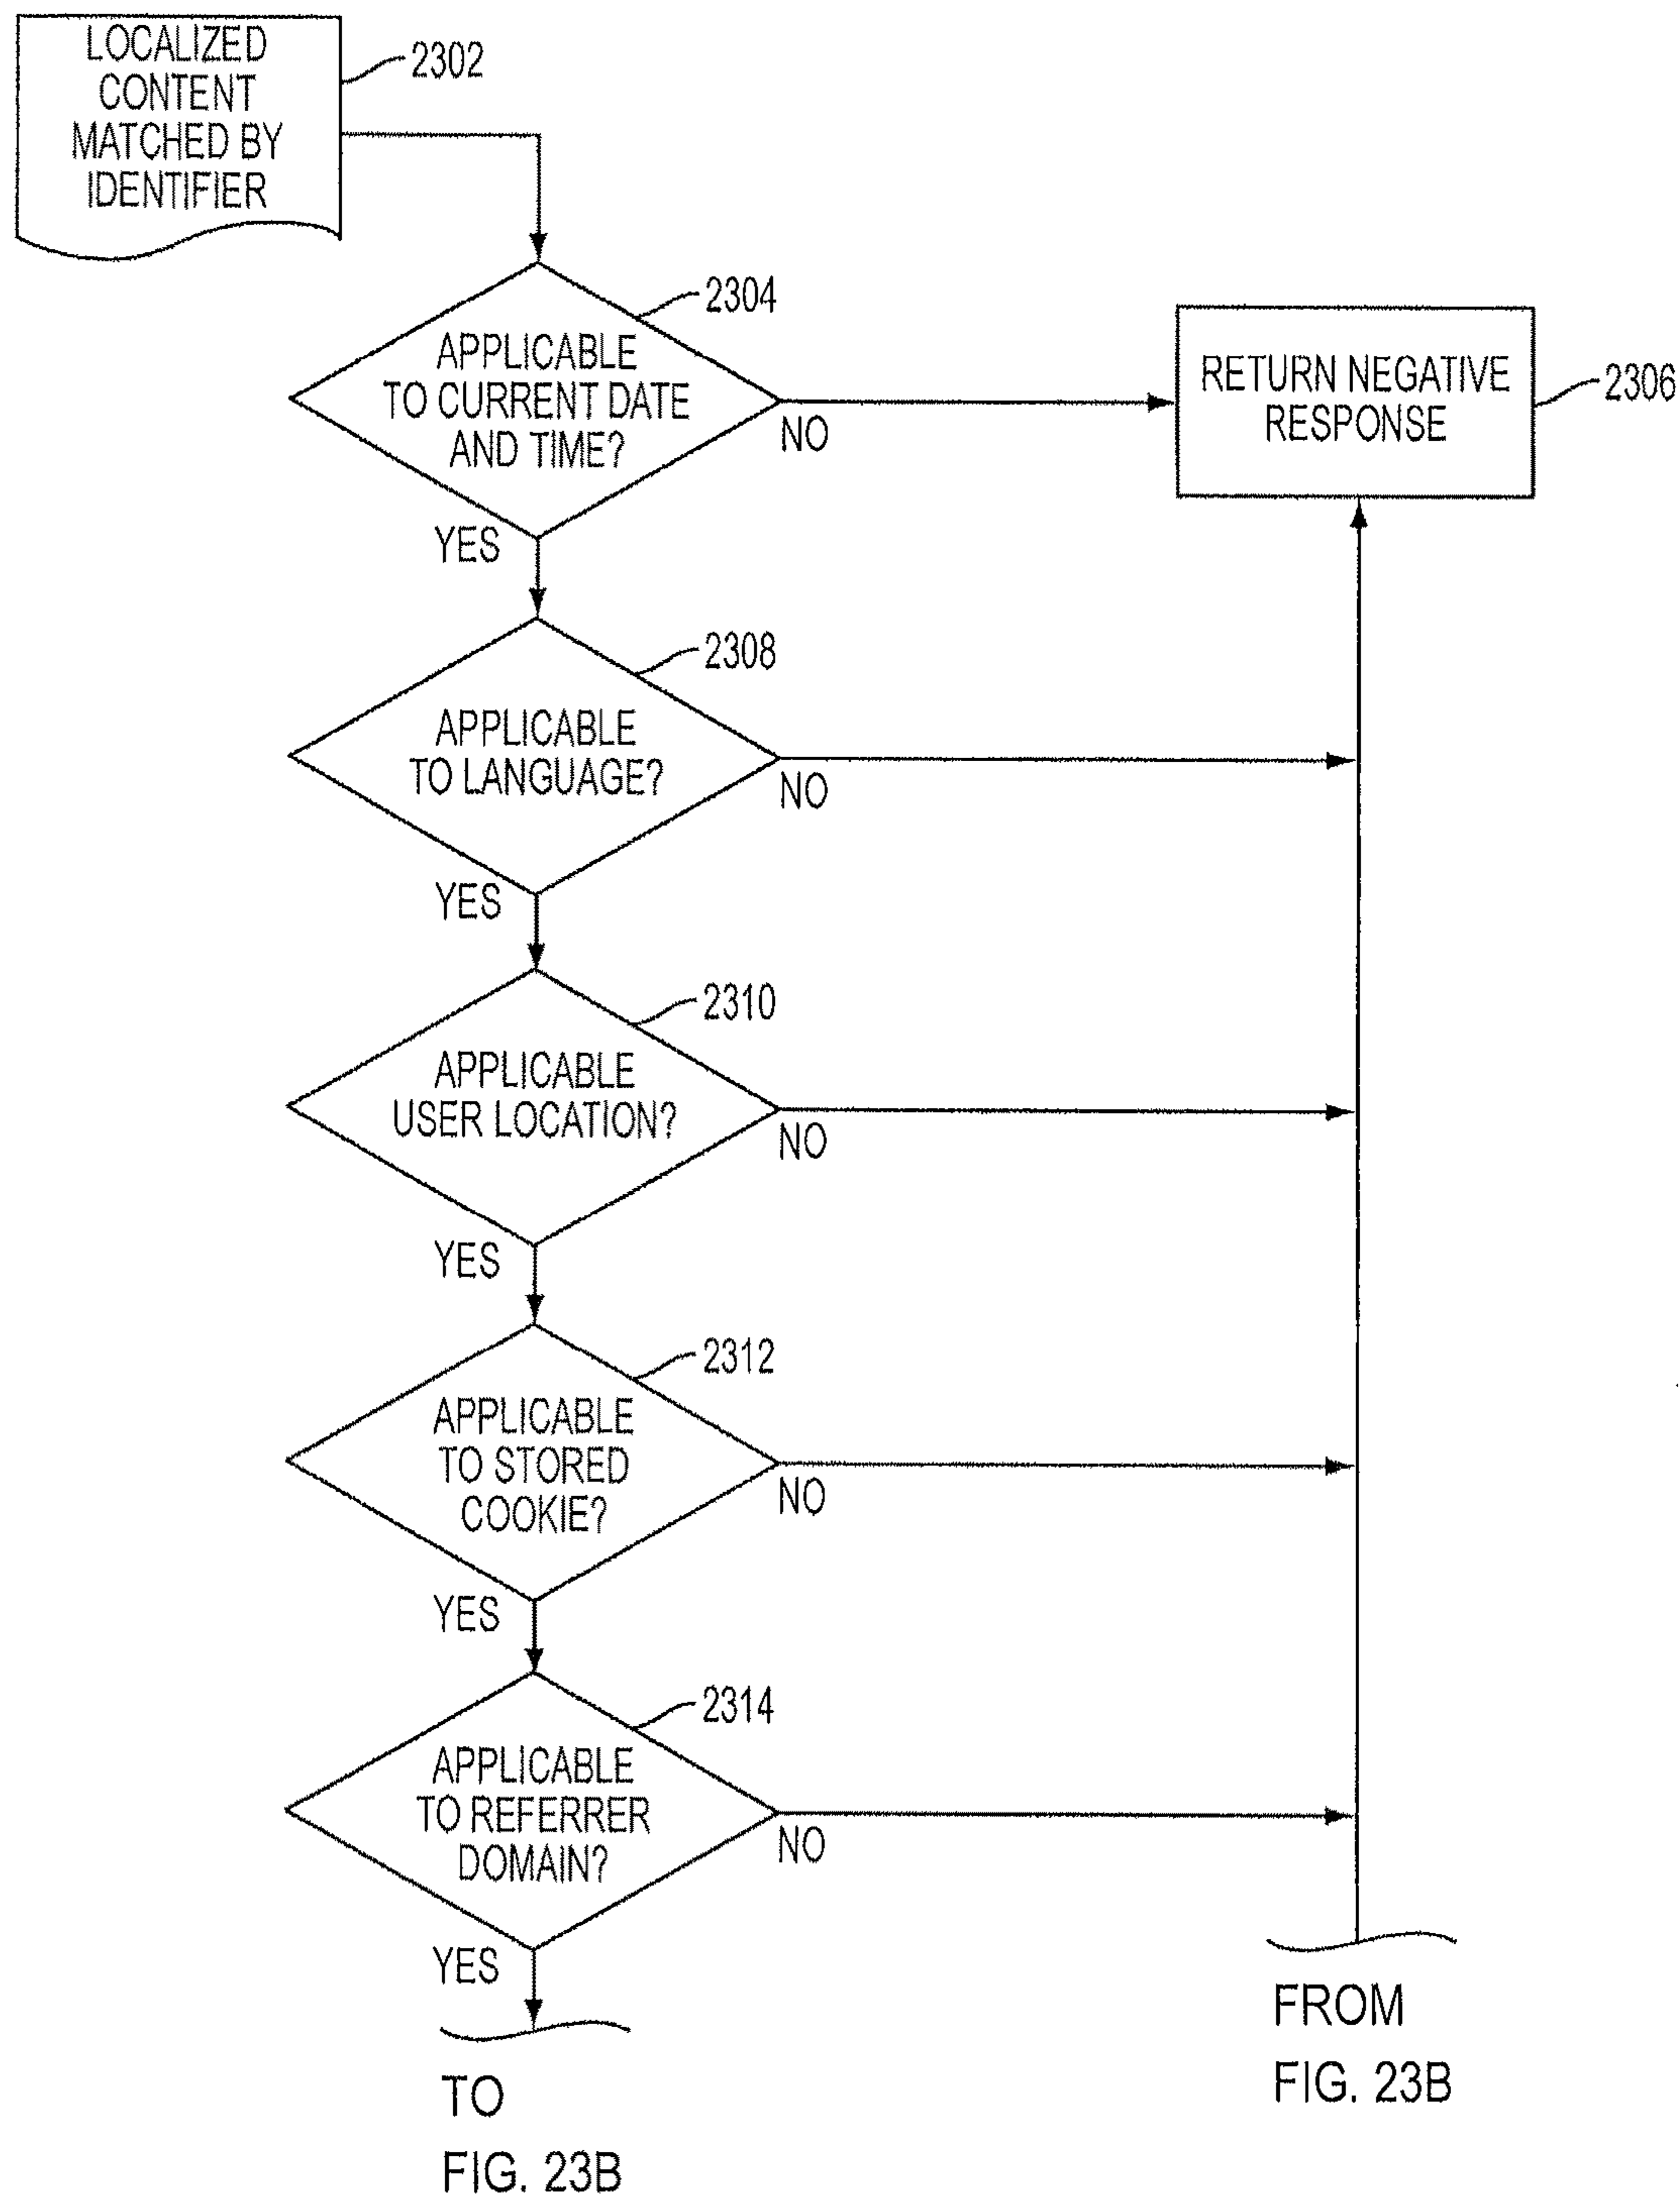 LOCALIZED
CONTENT
MATCHED BY
IDENTIFIER
2302
2304
APPLICABLE
TO CURRENT DATE
AND TIME?
NO
YES
RETURN NEGATIVE
RESPONSE
2306
2308
APPLICABLE
TO LANGUAGE?
NO
YES
2310
APPLICABLE
USER LOCATION?
NO
YES
2312
APPLICABLE
TO STORED
COOKIE?
NO
YES
2314
APPLICABLE
TO REFERRER
DOMAIN?
NO
YES
TO
FIG. 23B
FROM
FIG. 23B